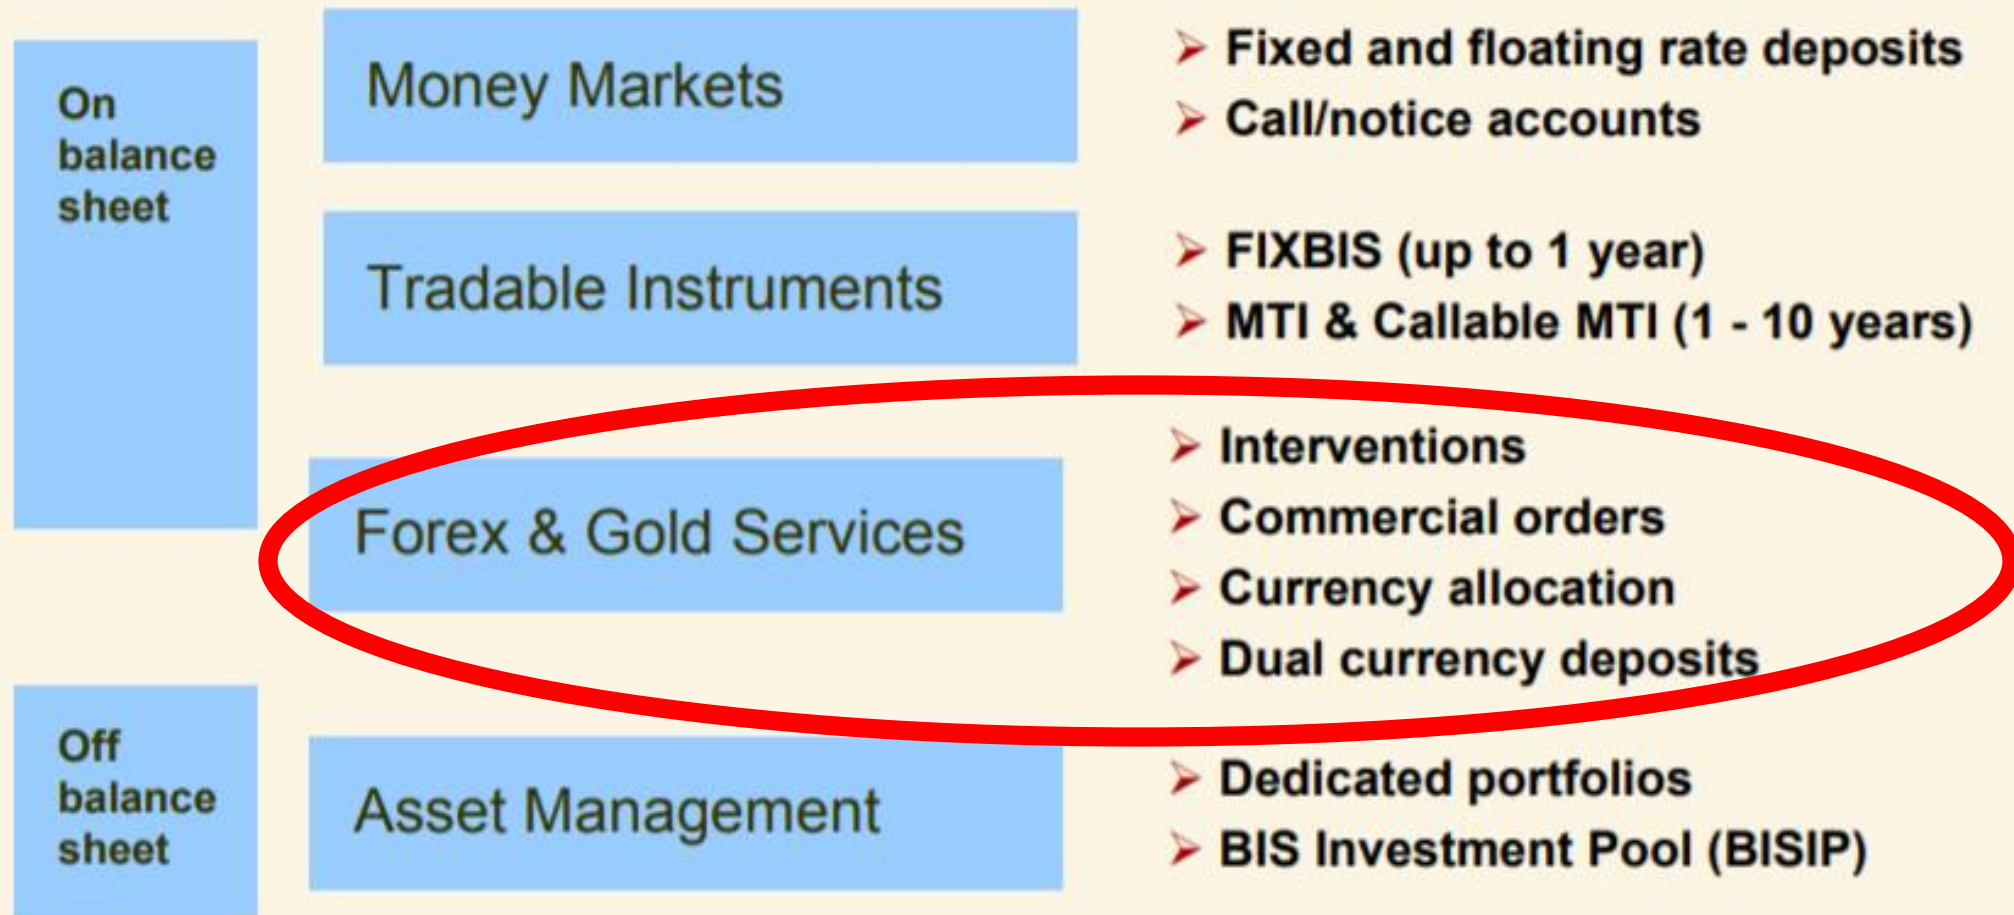 On
balance
sheet
Money Markets
➢ Fixed and floating rate deposits
➢ Call/notice accounts
Tradable Instruments
➢ FIXBIS (up to 1 year)
➢ MTI & Callable MTI (1 - 10 years)
Forex & Gold Services
➢ Interventions
➢ Commercial orders
➢ Currency allocation
➢ Dual currency deposits
Off
balance
sheet
Asset Management
➢ Dedicated portfolios
➢ BIS Investment Pool (BISIP)